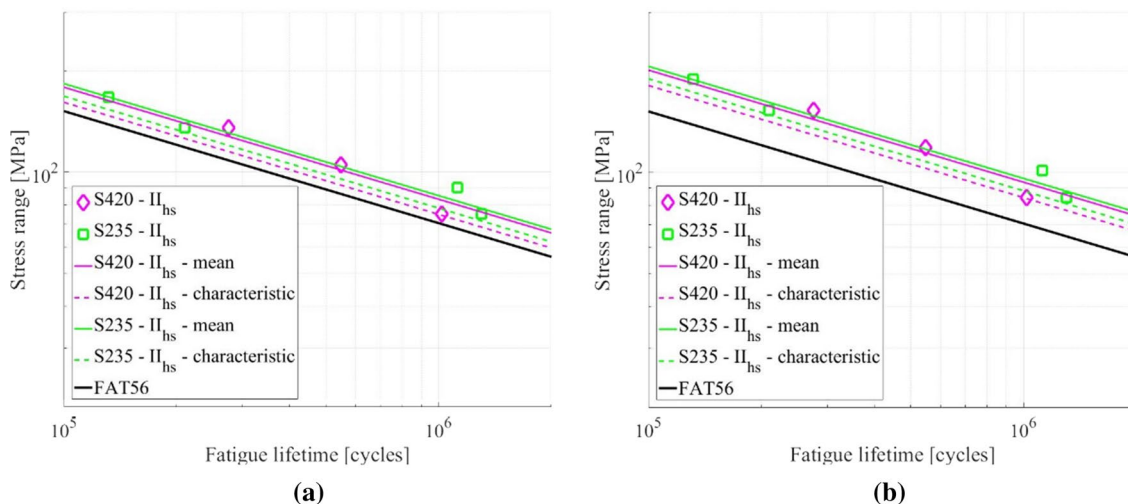 Stress range [MPa]
10²
S420 - II_hs
S235 - II_hs
S420 - II_hs - mean
S420 - II_hs - characteristic
S235 - II_hs - mean
S235 - II_hs - characteristic
FAT56
10⁵
10⁶
Fatigue lifetime [cycles]
(a)
Stress range [MPa]
10²
S420 - II_hs
S235 - II_hs
S420 - II_hs - mean
S420 - II_hs - characteristic
S235 - II_hs - mean
S235 - II_hs - characteristic
FAT56
10⁵
10⁶
Fatigue lifetime [cycles]
(b)